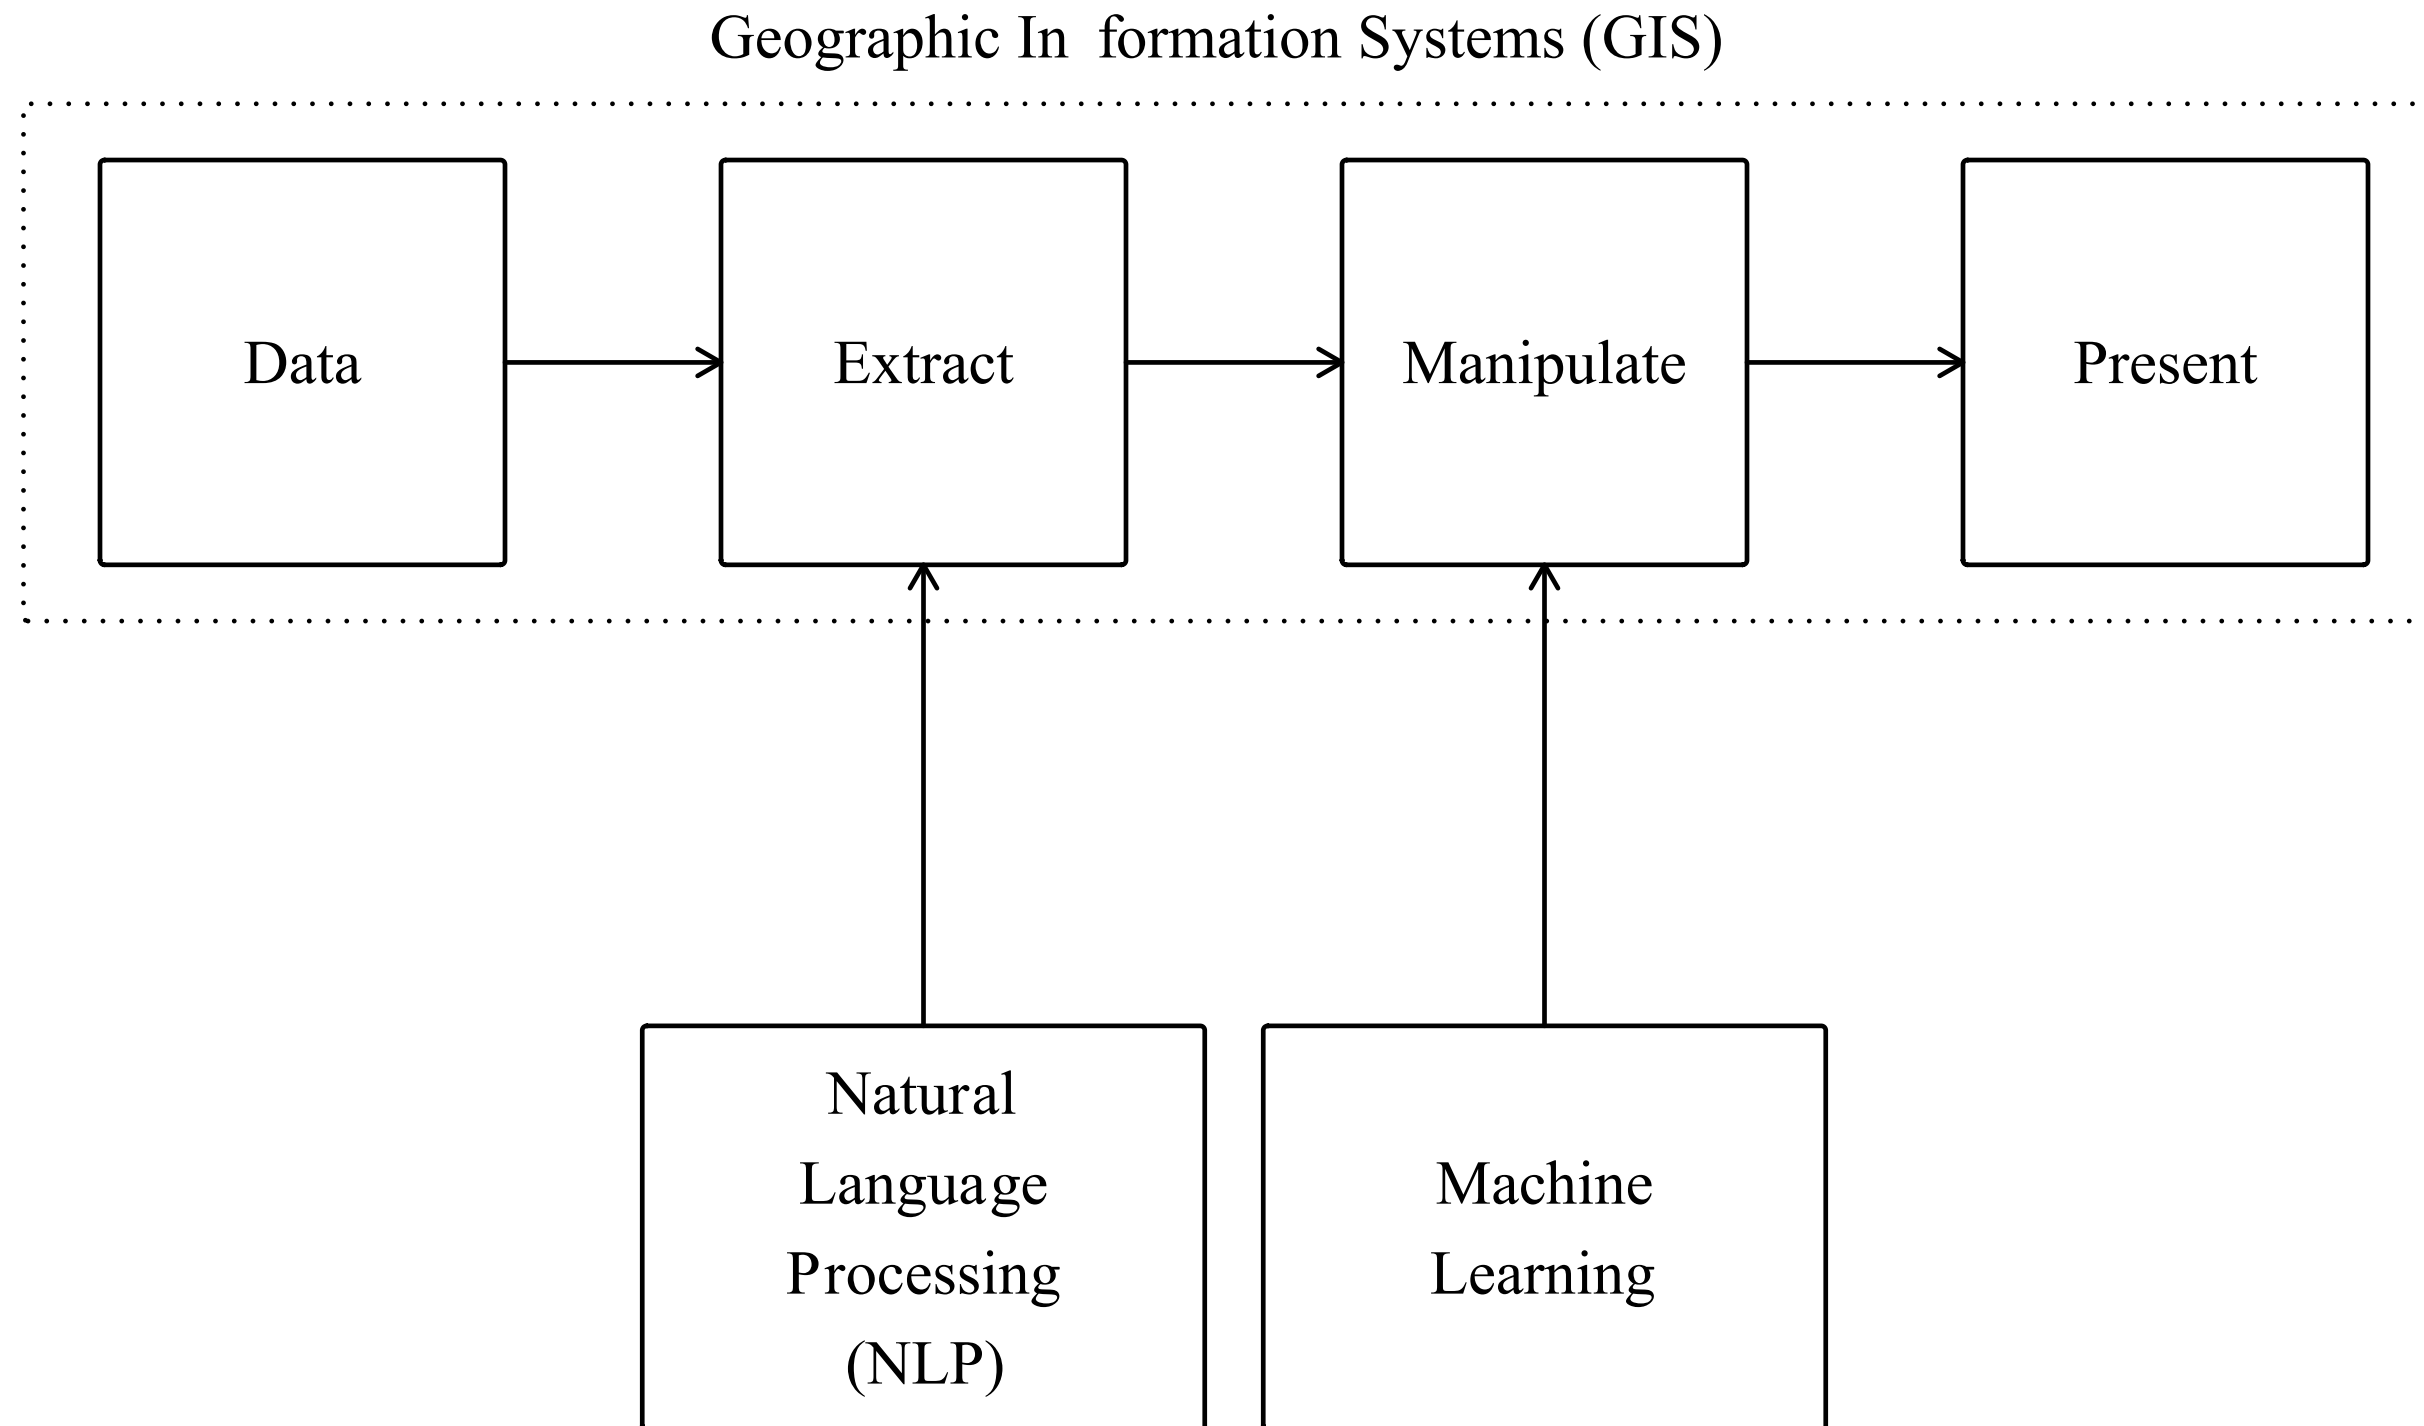 Geographic In formation Systems (GIS)
Data
Extract
Manipulate
Present
Natural
Language
Processing
(NLP)
Machine
Learning